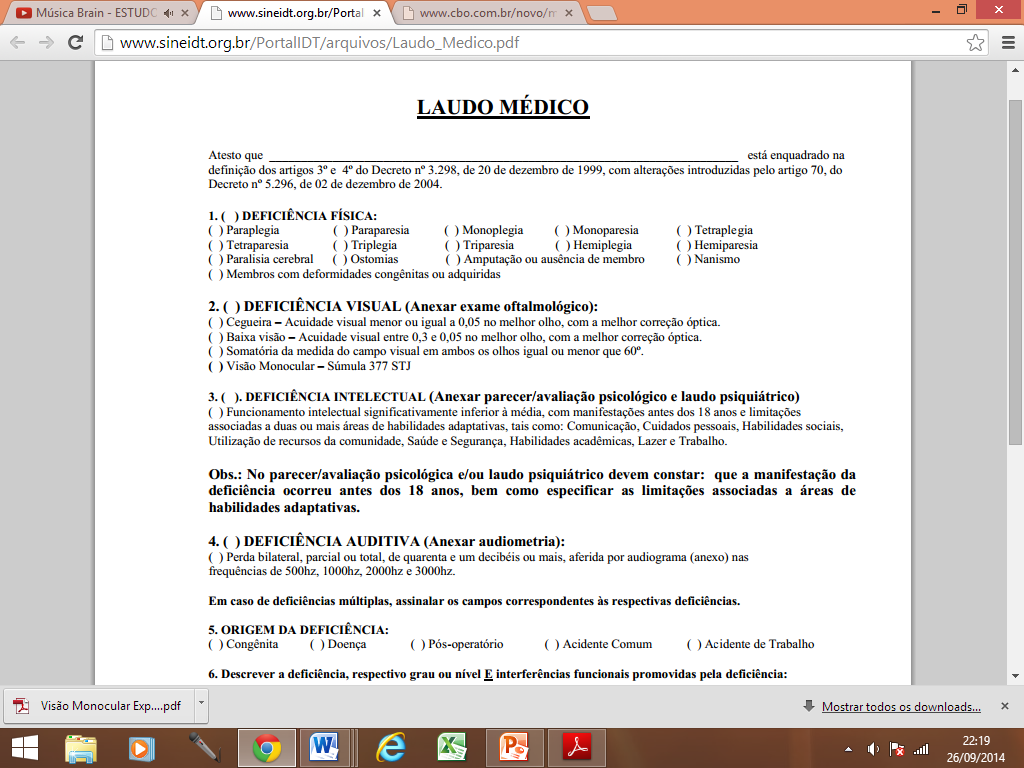 Música Brain - ESTUDO
www.sineidt.org.br/Portal
www.cbo.com.br/novo/m
www.sineidt.org.br/PortalIDT/arquivos/Laudo_Medico.pdf
LAUDO MÉDICO
Atesto que ______ está enquadrado na
definição dos artigos 3º e 4º do Decreto nº 3.298, de 20 de dezembro de 1999, com alterações introduzidas pelo artigo 70, do
Decreto nº 5.296, de 02 de dezembro de 2004.
1. ( ) DEFICIÊNCIA FÍSICA:
( ) Paraplegia ( ) Paraparesia ( ) Monoplegia ( ) Monoparesia ( ) Tetraplegia
( ) Tetraparesia ( ) Triplegia ( ) Triparesia ( ) Hemiplegia ( ) Hemiparesia
( ) Paralisia cerebral ( ) Ostomias ( ) Amputação ou ausência de membro ( ) Nanismo
( ) Membros com deformidades congênitas ou adquiridas
2. ( ) DEFICIÊNCIA VISUAL (Anexar exame oftalmológico):
( ) Cegueira – Acuidade visual menor ou igual a 0,05 no melhor olho, com a melhor correção óptica.
( ) Baixa visão – Acuidade visual entre 0,3 e 0,05 no melhor olho, com a melhor correção óptica.
( ) Somatória da medida do campo visual em ambos os olhos igual ou menor que 60º.
( ) Visão Monocular – Súmula 377 STJ
3. ( ). DEFICIÊNCIA INTELECTUAL (Anexar parecer/avaliação psicológico e laudo psiquiátrico)
( ) Funcionamento intelectual significativamente inferior à média, com manifestações antes dos 18 anos e limitações
associadas a duas ou mais áreas de habilidades adaptativas, tais como: Comunicação, Cuidados pessoais, Habilidades sociais,
Utilização de recursos da comunidade, Saúde e Segurança, Habilidades acadêmicas, Lazer e Trabalho.
Obs.: No parecer/avaliação psicológica e/ou laudo psiquiátrico devem constar: que a manifestação da
deficiência ocorreu antes dos 18 anos, bem como especificar as limitações associadas a áreas de
habilidades adaptativas.
4. ( ) DEFICIÊNCIA AUDITIVA (Anexar audiometria):
( ) Perda bilateral, parcial ou total, de quarenta e um decibéis ou mais, aferida por audiograma (anexo) nas
frequências de 500hz, 1000hz, 2000hz e 3000hz.
Em caso de deficiências múltiplas, assinalar os campos correspondentes às respectivas deficiências.
5. ORIGEM DA DEFICIÊNCIA:
( ) Congênita ( ) Doença ( ) Pós-operatório ( ) Acidente Comum ( ) Acidente de Trabalho
6. Descrever a deficiência, respectivo grau ou nível E interferências funcionais promovidas pela deficiência:
Visão Monocular Exp....pdf
Mostrar todos os downloads...
22:19
26/09/2014